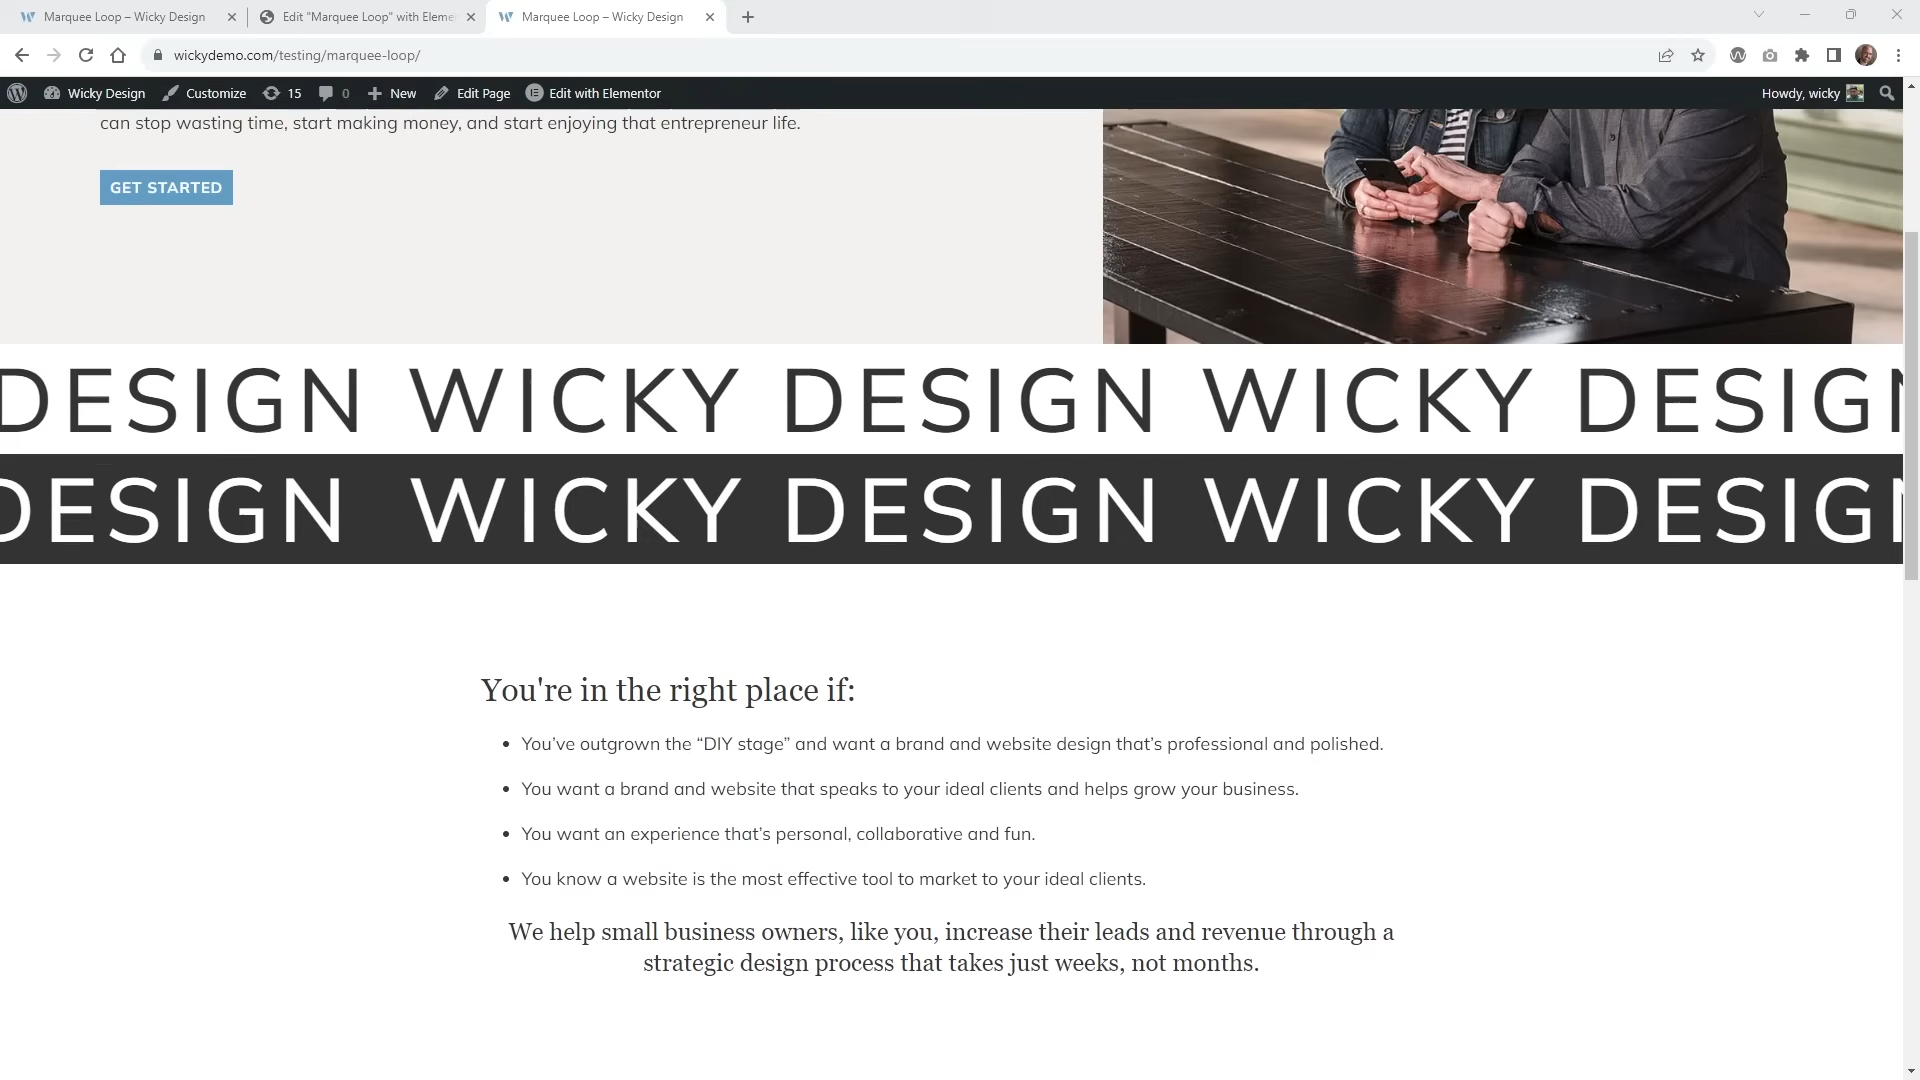 Marquee Loop – Wicky Design
Edit "Marquee Loop" with Eleme
Marquee Loop – Wicky Design
wickydemo.com/testing/marquee-loop/
Wicky Design
Customize
15
0
New
Edit Page
Edit with Elementor
Howdy, wicky
can stop wasting time, start making money, and start enjoying that entrepreneur life.
GET STARTED
DESIGN WICKY DESIGN WICKY DESIGN
DESIGN WICKY DESIGN WICKY DESIGN
You're in the right place if:
• You’ve outgrown the “DIY stage” and want a brand and website design that’s professional and polished.
• You want a brand and website that speaks to your ideal clients and helps grow your business.
• You want an experience that’s personal, collaborative and fun.
• You know a website is the most effective tool to market to your ideal clients.
We help small business owners, like you, increase their leads and revenue through a
strategic design process that takes just weeks, not months.